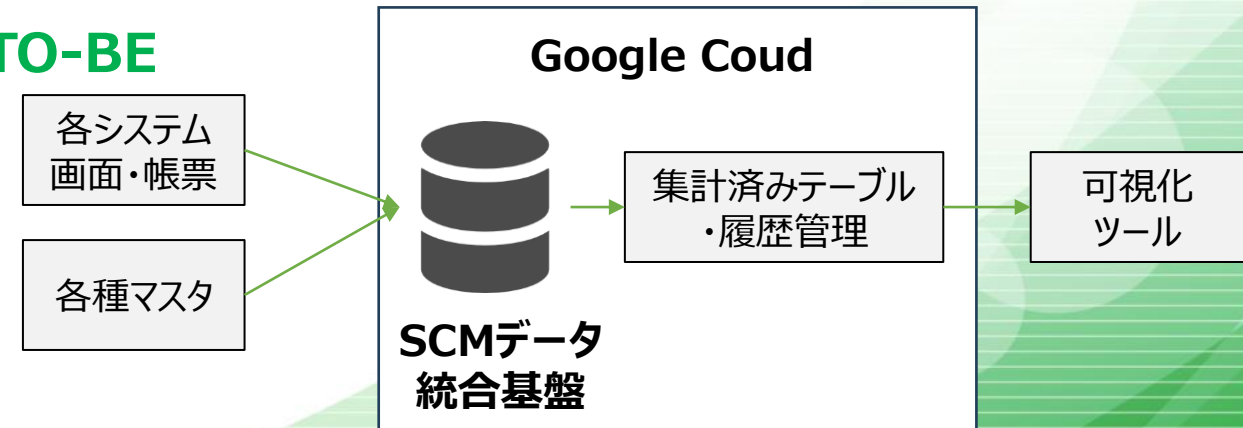 TO-BE
Google Coud
各システム
画面・帳票
各種マスタ
SCMデータ
統合基盤
集計済みテーブル
・履歴管理
可視化
ツール